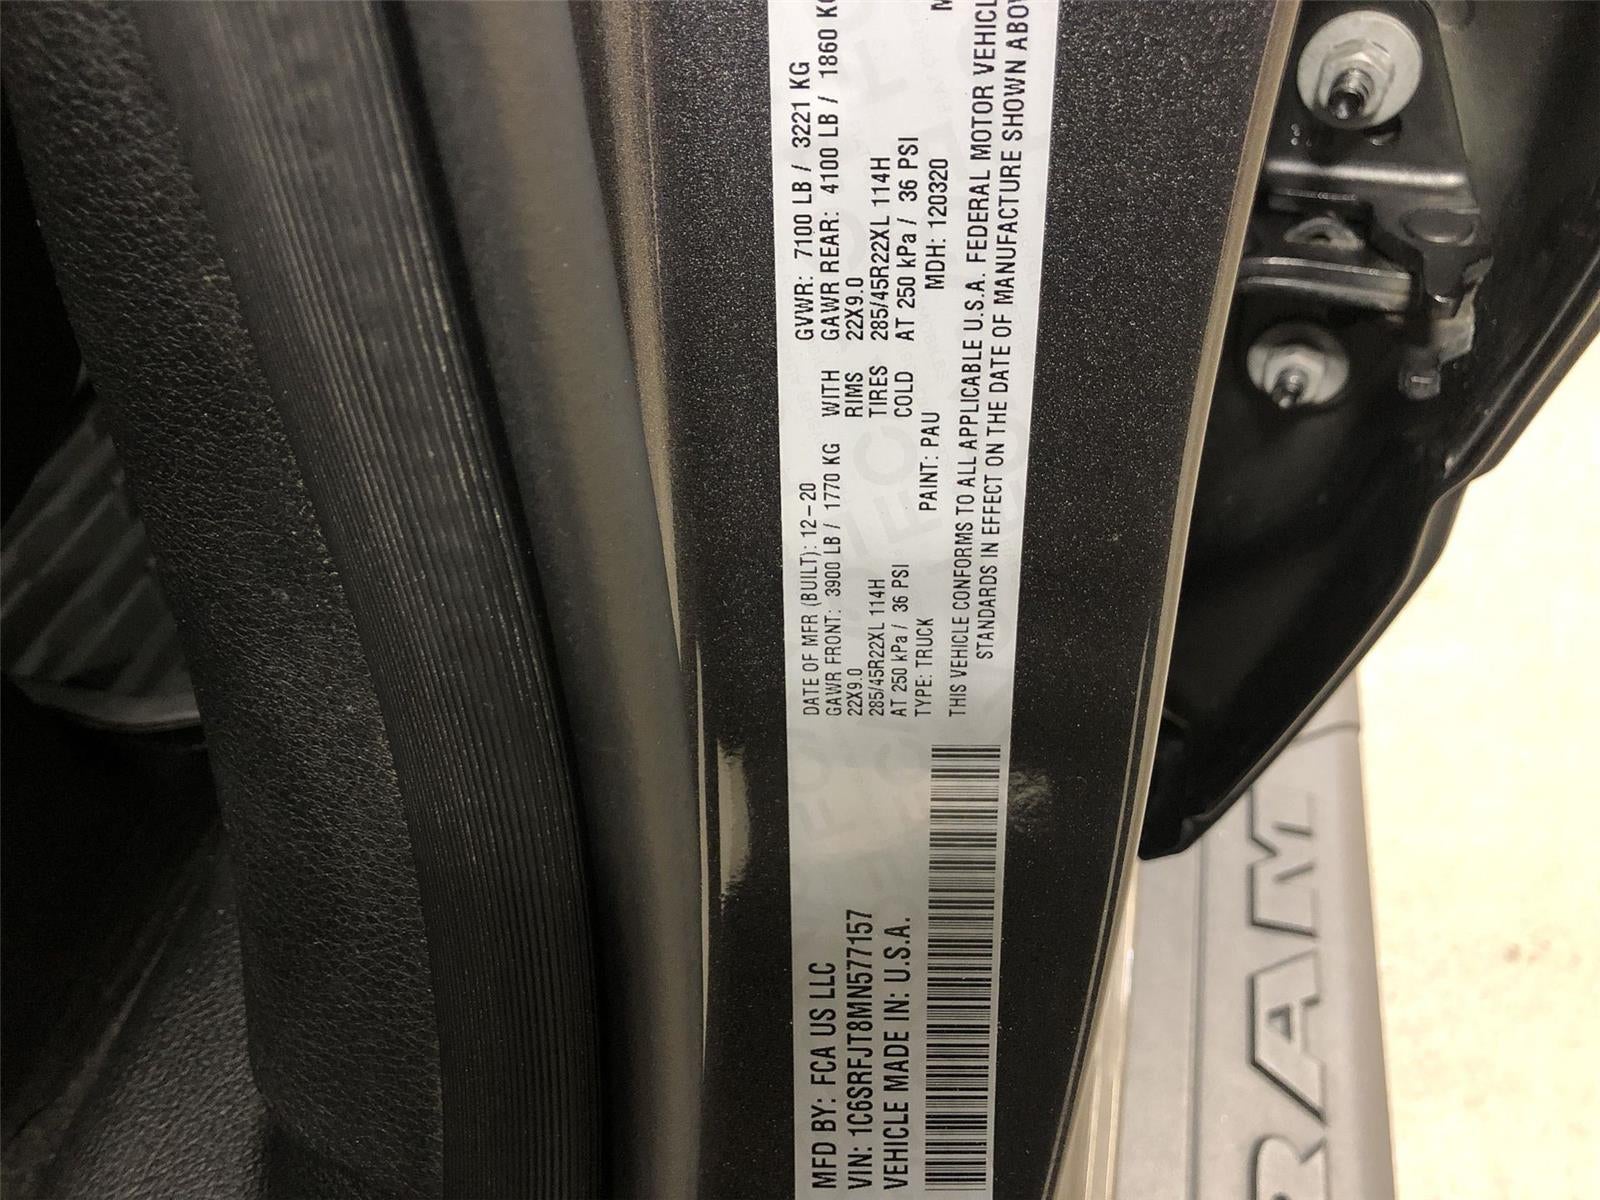 MFD BY: FCA US LLC
VIN: 1C6SRFJT8MN577157
VEHICLE MADE IN: U.S.A.
DATE OF MFR (BUILT): 12-20 GVWR: 7100 LB / 3221 KG
GAWR FRONT: 3900 LB / 1770 KG WITH GAWR REAR: 4100 LB / 1860 KG
22X9.0 RIMS 22X9.0
285/45R22XL 114H TIRES 285/45R22XL 114H
AT 250 kPa / 36 PSI COLD AT 250 kPa / 36 PSI
TYPE: TRUCK PAINT: PAU MDH: 120320
THIS VEHICLE CONFORMS TO ALL APPLICABLE U.S.A. FEDERAL MOTOR VEHICL
STANDARDS IN EFFECT ON THE DATE OF MANUFACTURE SHOWN ABOV
RAM